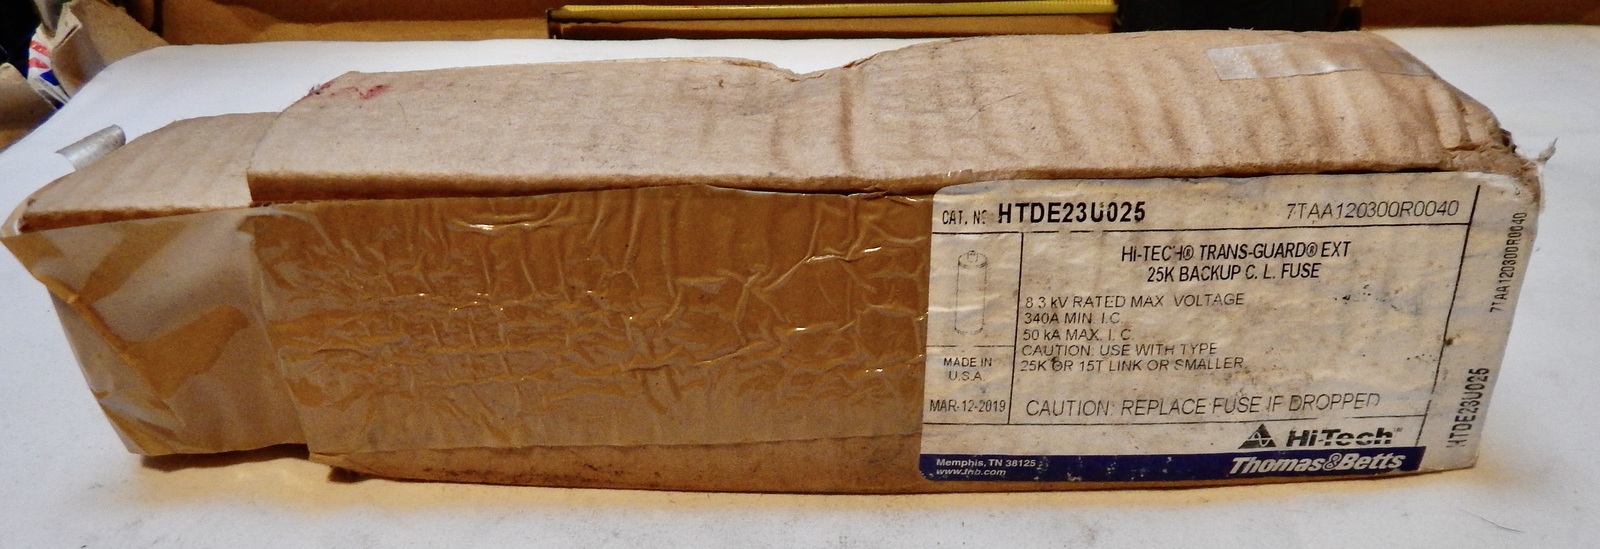 CAT. NO HTDE23U025 7TAA120300R0040
HI-TECH® TRANS-GUARD® EXT
25K BACKUP C. L. FUSE
8.3 kV RATED MAX VOLTAGE
340A MIN. I.C.
50 kA MAX. I. C.
CAUTION: USE WITH TYPE
25K OR 15T LINK OR SMALLER
MADE IN
U.S.A.
MAR-12-2019
CAUTION: REPLACE FUSE IF DROPPED
Hi-Tech™
Memphis, TN 38125
www.tnb.com
Thomas&Betts
7TAA120300R0040
HTDE23U025